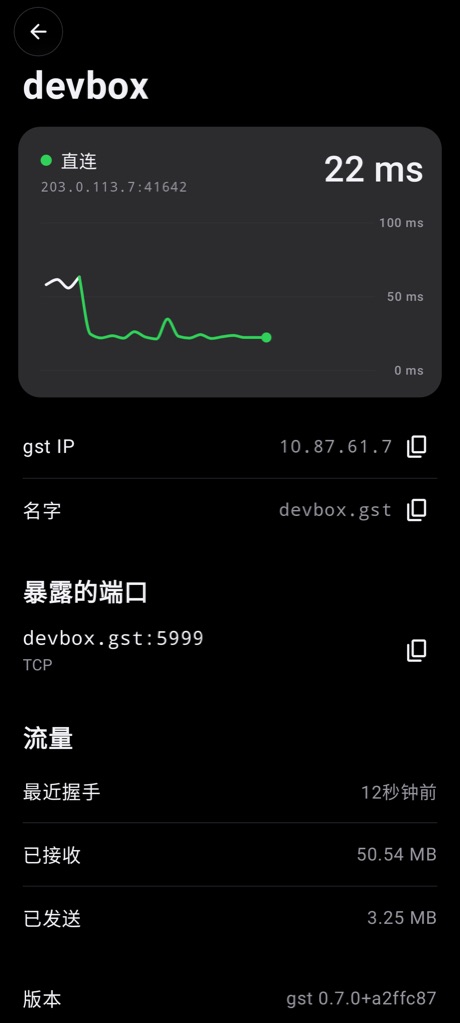 devbox
直连
22 ms
203.0.113.7:41642
100 ms
50 ms
0 ms
gst IP 10.87.61.7
名字 devbox.gst
暴露的端口
devbox.gst:5999
TCP
流量
最近握手 12秒钟前
已接收 50.54 MB
已发送 3.25 MB
版本 gst 0.7.0+a2ffc87